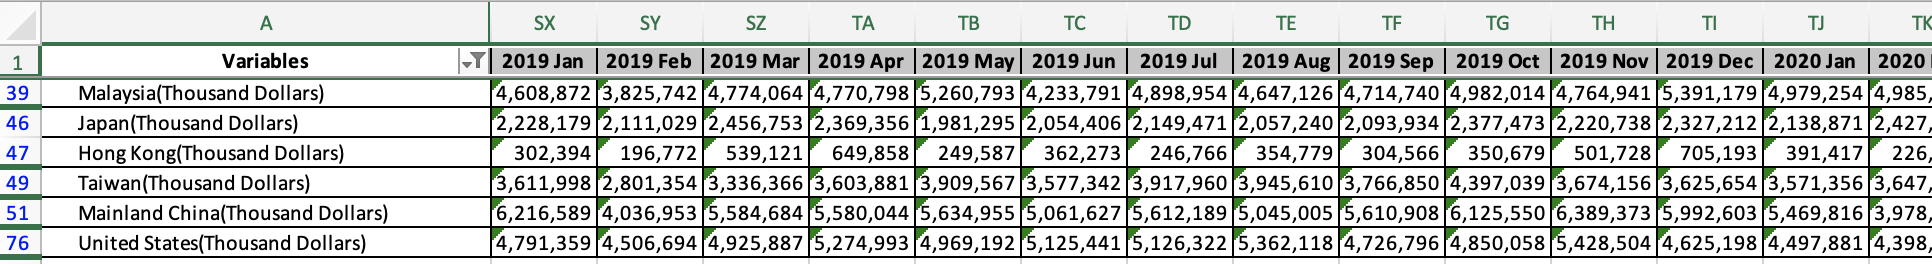 A SX SY SZ TA TB TC TD TE TF TG TH TI TJ TK
1 Variables 2019 Jan 2019 Feb 2019 Mar 2019 Apr 2019 May 2019 Jun 2019 Jul 2019 Aug 2019 Sep 2019 Oct 2019 Nov 2019 Dec 2020 Jan 2020
39 Malaysia(Thousand Dollars) 4,608,872 3,825,742 4,774,064 4,770,798 5,260,793 4,233,791 4,898,954 4,647,126 4,714,740 4,982,014 4,764,941 5,391,179 4,979,254 4,985,
46 Japan(Thousand Dollars) 2,228,179 2,111,029 2,456,753 2,369,356 1,981,295 2,054,406 2,149,471 2,057,240 2,093,934 2,377,473 2,220,738 2,327,212 2,138,871 2,427,
47 Hong Kong(Thousand Dollars) 302,394 196,772 539,121 649,858 249,587 362,273 246,766 354,779 304,566 350,679 501,728 705,193 391,417 226,
49 Taiwan(Thousand Dollars) 3,611,998 2,801,354 3,336,366 3,603,881 3,909,567 3,577,342 3,917,960 3,945,610 3,766,850 4,397,039 3,674,156 3,625,654 3,571,356 3,647,
51 Mainland China(Thousand Dollars) 6,216,589 4,036,953 5,584,684 5,580,044 5,634,955 5,061,627 5,612,189 5,045,005 5,610,908 6,125,550 6,389,373 5,992,603 5,469,816 3,978,
76 United States(Thousand Dollars) 4,791,359 4,506,694 4,925,887 5,274,993 4,969,192 5,125,441 5,126,322 5,362,118 4,726,796 4,850,058 5,428,504 4,625,198 4,497,881 4,398,